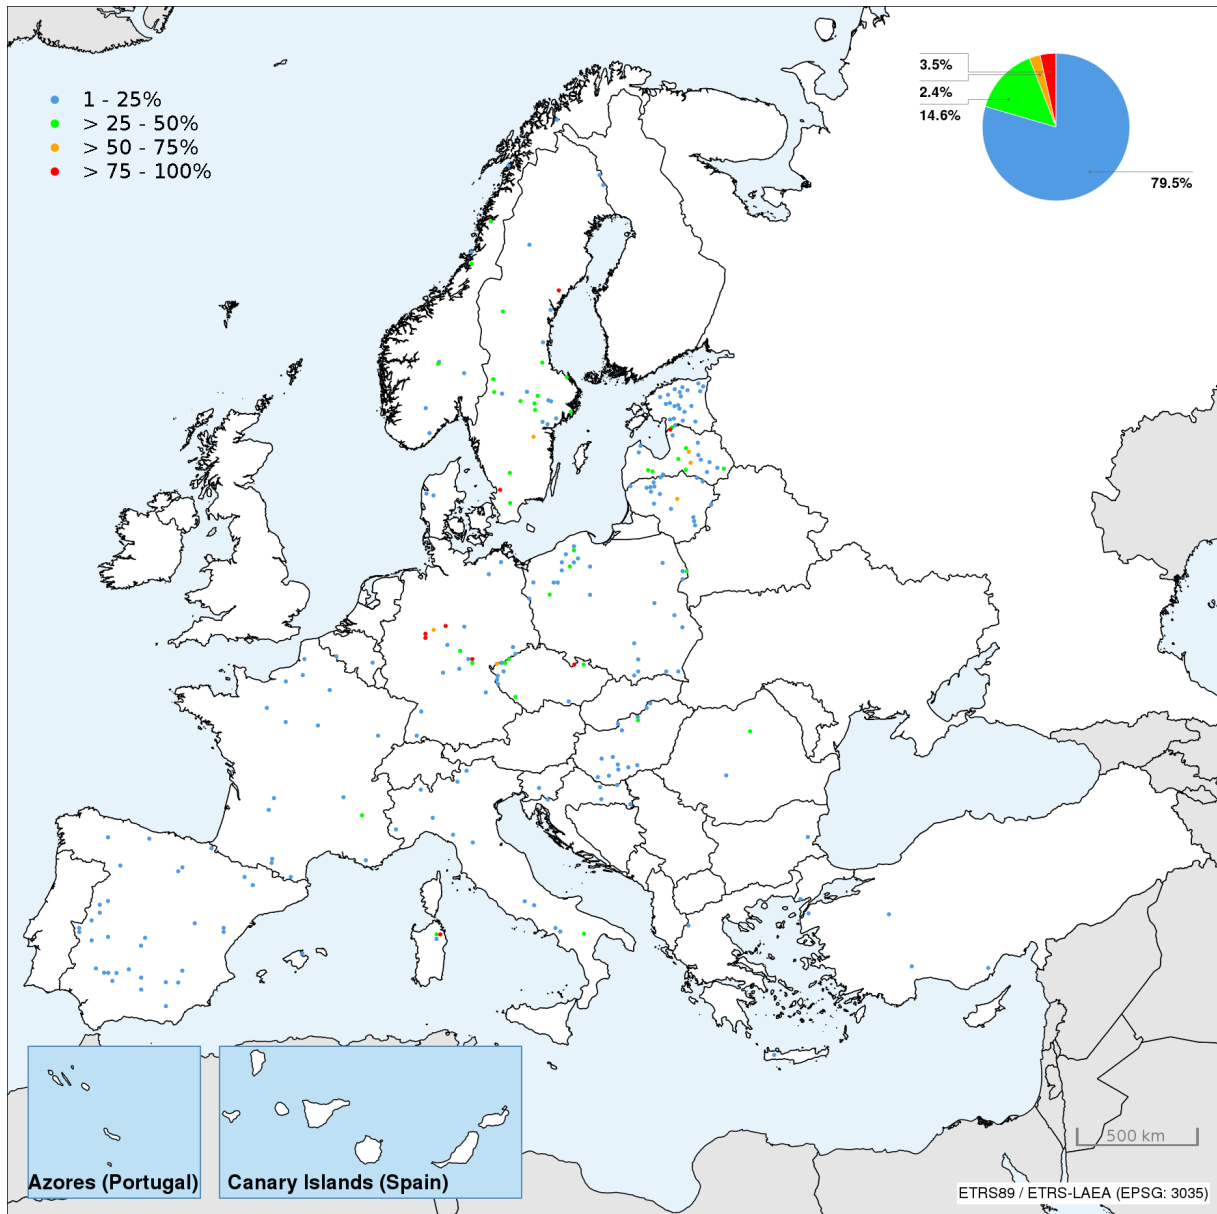 1 - 25%
> 25 - 50%
> 50 - 75%
> 75 - 100%
3.5%
2.4%
14.6%
79.5%
500 km
Azores (Portugal)
Canary Islands (Spain)
ETRS89 / ETRS-LAEA (EPSG: 3035)